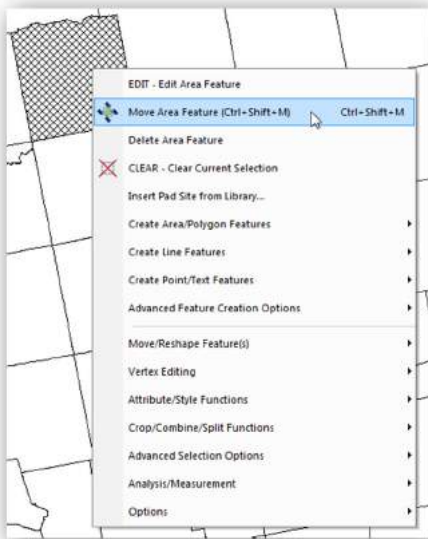 EDIT - Edit Area Feature
Move Area Feature (Ctrl+Shift+M) Ctrl+Shift+M
Delete Area Feature
CLEAR - Clear Current Selection
Insert Pad Site from Library...
Create Area/Polygon Features
Create Line Features
Create Point/Text Features
Advanced Feature Creation Options
Move/Reshape Feature(s)
Vertex Editing
Attribute/Style Functions
Crop/Combine/Split Functions
Advanced Selection Options
Analysis/Measurement
Options